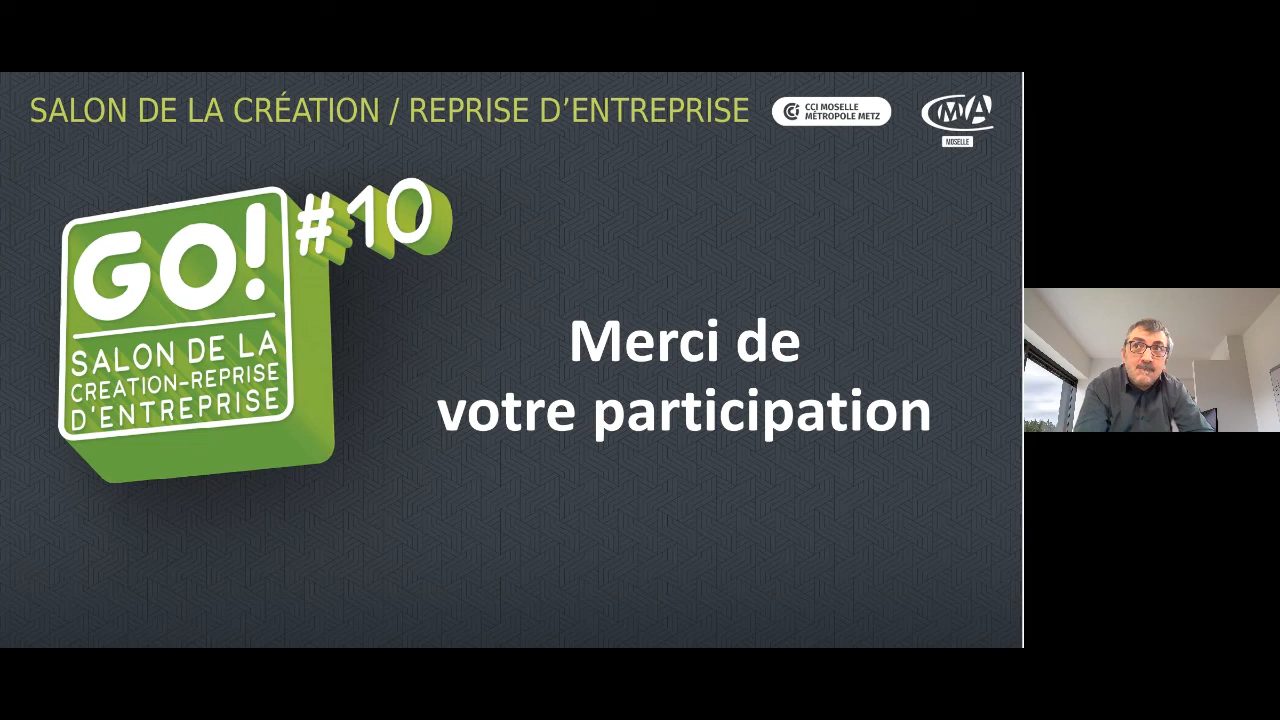 SALON DE LA CRÉATION / REPRISE D’ENTREPRISE
CCI MOSELLE
MÉTROPOLE METZ
CMA
MOSELLE
#10
GO!
SALON DE LA
CREATION-REPRISE
D'ENTREPRISE
Merci de
votre participation